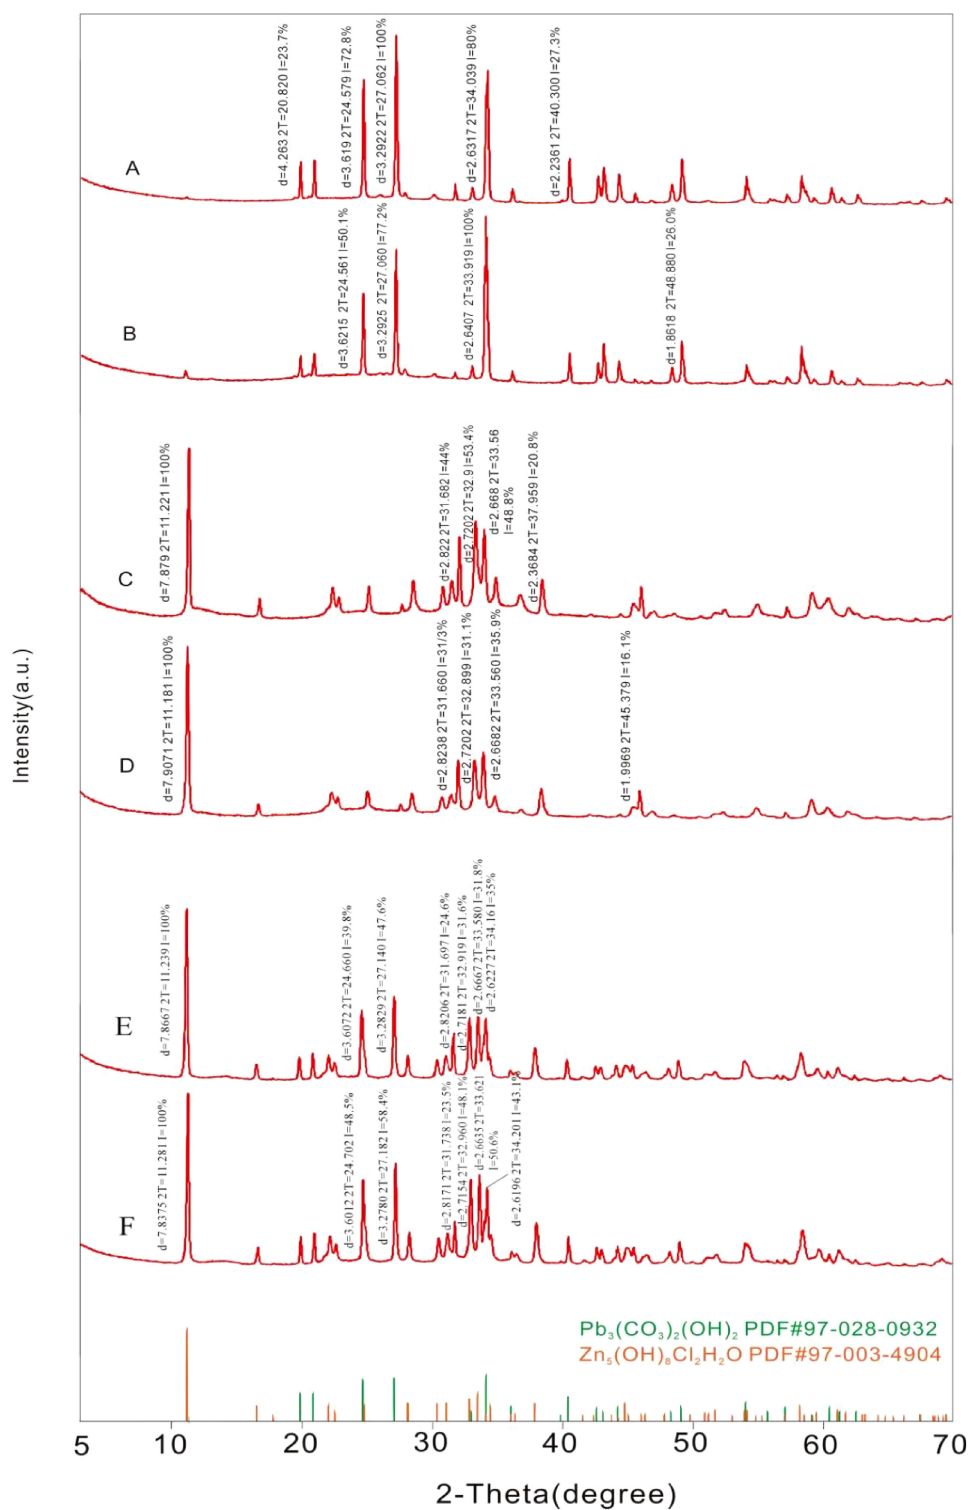 d=4.263 2T=20.820 I=23.7%
d=3.619 2T=24.579 I=72.8%
d=3.2922 2T=27.062 I=100%
d=2.6317 2T=34.039 I=80%
d=2.2361 2T=40.300 I=27.3%
A
d=3.6215 2T=24.561 I=50.1%
d=3.2925 2T=27.060 I=77.2%
d=2.6407 2T=33.919 I=100%
d=1.8618 2T=48.880 I=26.0%
B
d=7.879 2T=11.221 I=100%
d=2.822 2T=31.682 I=44%
d=2.7202 2T=32.9 I=53.4%
d=2.668 2T=33.56
I=48.8%
d=2.3684 2T=37.959 I=20.8%
C
d=7.9071 2T=11.181 I=100%
d=2.8238 2T=31.660 I=31/3%
d=2.7202 2T=32.899 I=31.1%
d=2.6682 2T=33.560 I=35.9%
d=1.9969 2T=45.379 I=16.1%
D
Intensity(a.u.)
d=7.8667 2T=11.239 I=100%
d=3.6072 2T=24.660 I=39.8%
d=3.2829 2T=27.140 I=47.6%
d=2.8206 2T=31.697 I=24.6%
d=2.7181 2T=32.919 I=31.6%
d=2.6667 2T=33.580 I=31.8%
d=2.6227 2T=34.16 I=35%
E
d=7.8375 2T=11.281 I=100%
d=3.6012 2T=24.702 I=48.5%
d=3.2780 2T=27.182 I=58.4%
d=2.8171 2T=31.738 I=23.5%
d=2.7154 2T=32.960 I=48.1%
d=2.6635 2T=33.621
I=50.6%
d=2.6196 2T=34.201 I=43.1%
F
Pb₃(CO₃)₂(OH)₂ PDF#97-028-0932
Zn₅(OH)₈Cl₂H₂O PDF#97-003-4904
5 10 20 30 40 50 60 70
2-Theta(degree)